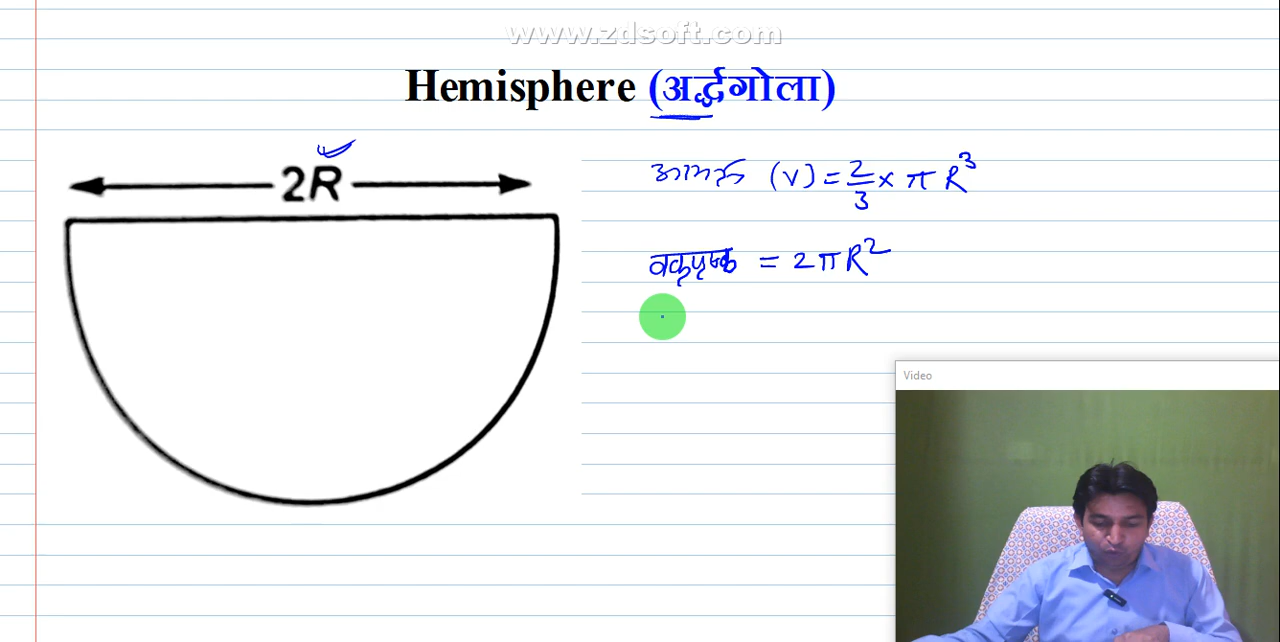 www.zdsoft.com
Hemisphere (अर्द्धगोला)
2R
आयतन (V) = 2/3 × π R³
वक्रपृष्ठ = 2πR²
Video